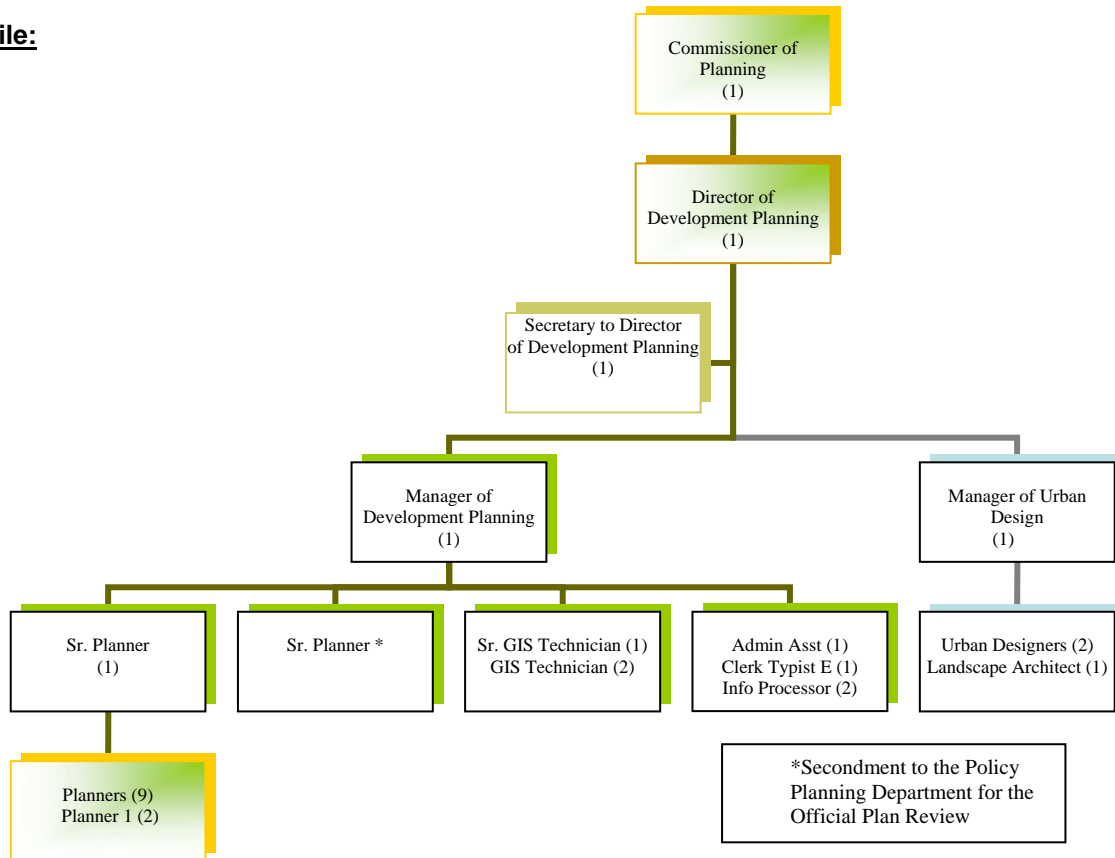 ile:
Commissioner of
Planning
(1)
Director of
Development Planning
(1)
Secretary to Director
of Development Planning
(1)
Manager of
Development Planning
(1)
Manager of Urban
Design
(1)
Sr. Planner
(1)
Sr. Planner *
Sr. GIS Technician (1)
GIS Technician (2)
Admin Asst (1)
Clerk Typist E (1)
Info Processor (2)
Urban Designers (2)
Landscape Architect (1)
Planners (9)
Planner 1 (2)
*Secondment to the Policy
Planning Department for the
Official Plan Review